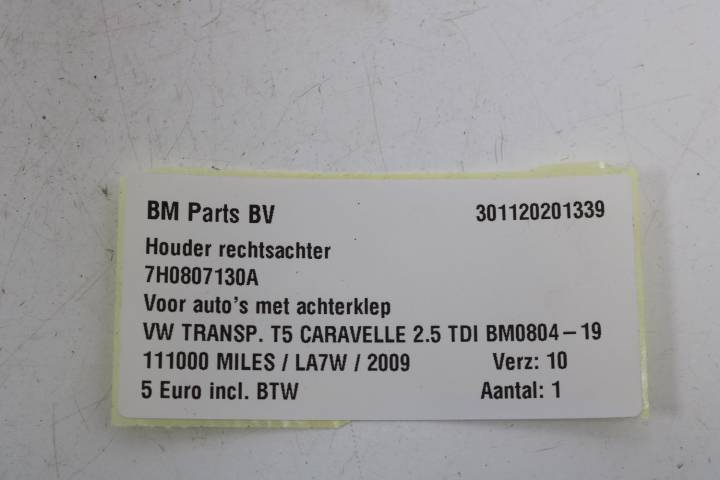 BM Parts BV 301120201339
Houder rechtsachter
7H0807130A
Voor auto's met achterklep
VW TRANSP. T5 CARAVELLE 2.5 TDI BM0804-19
111000 MILES / LA7W / 2009 Verz: 10
5 Euro incl. BTW Aantal: 1